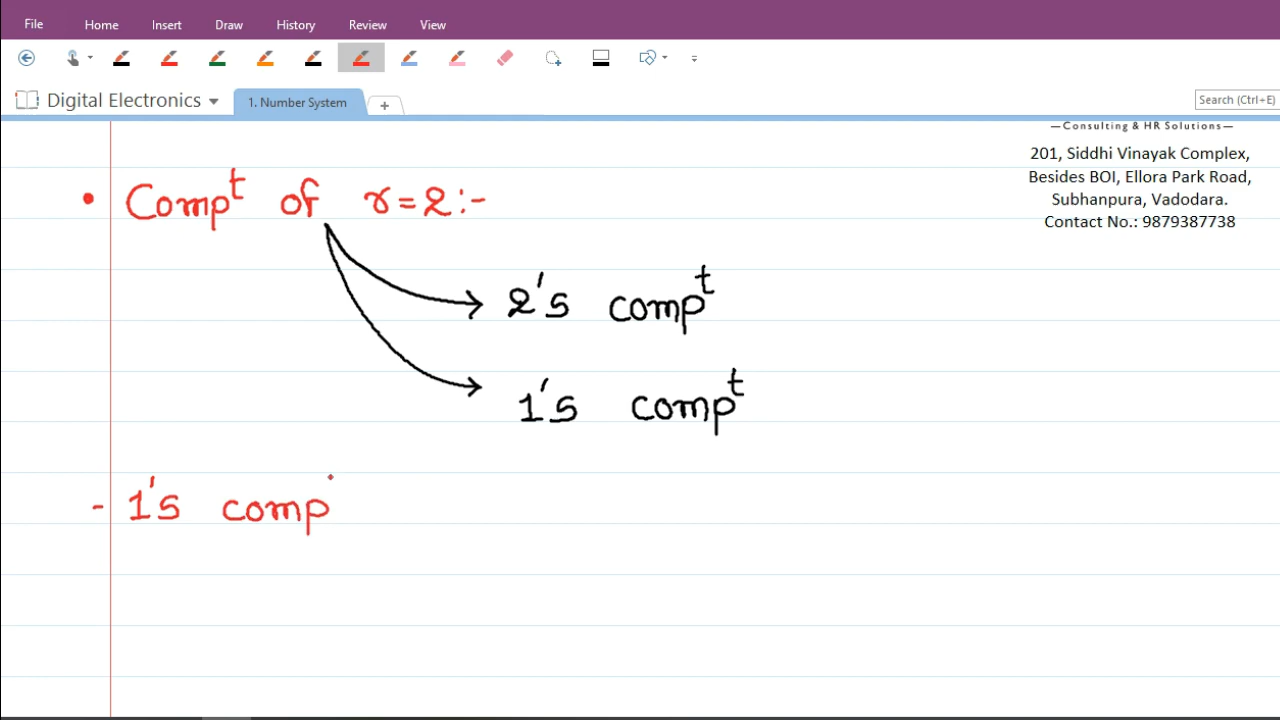 File Home Insert Draw History Review View
Digital Electronics 1. Number System + Search (Ctrl+E)
—Consulting & HR Solutions—
201, Siddhi Vinayak Complex,
Besides BOI, Ellora Park Road,
Subhanpura, Vadodara.
Contact No.: 9879387738
• Compᵗ of r=2:-
2's compᵗ
1's compᵗ
- 1's comp